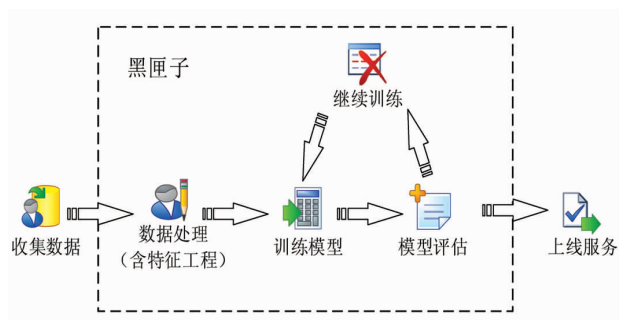 黑匣子
继续训练
收集数据
数据处理
（含特征工程）
训练模型
模型评估
上线服务